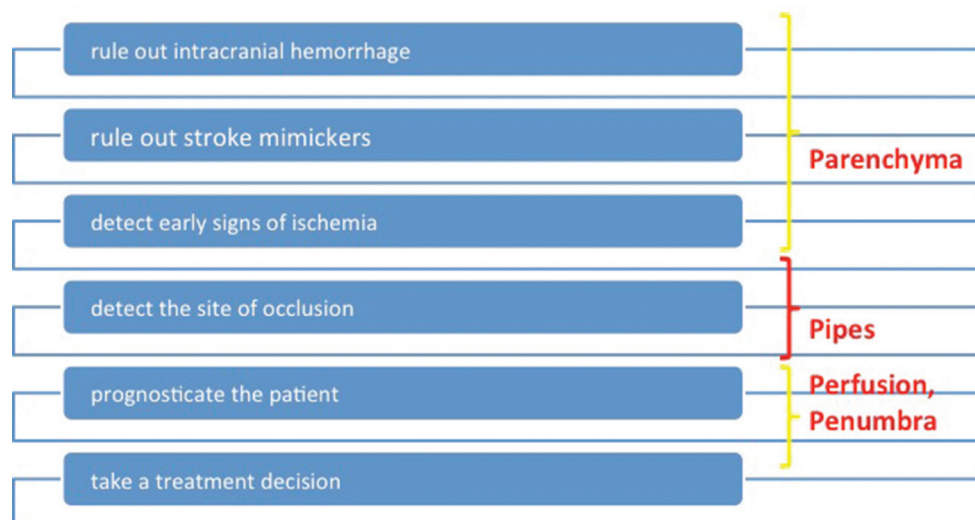 rule out intracranial hemorrhage
rule out stroke mimickers
Parenchyma
detect early signs of ischemia
detect the site of occlusion
Pipes
prognosticate the patient
Perfusion,
Penumbra
take a treatment decision